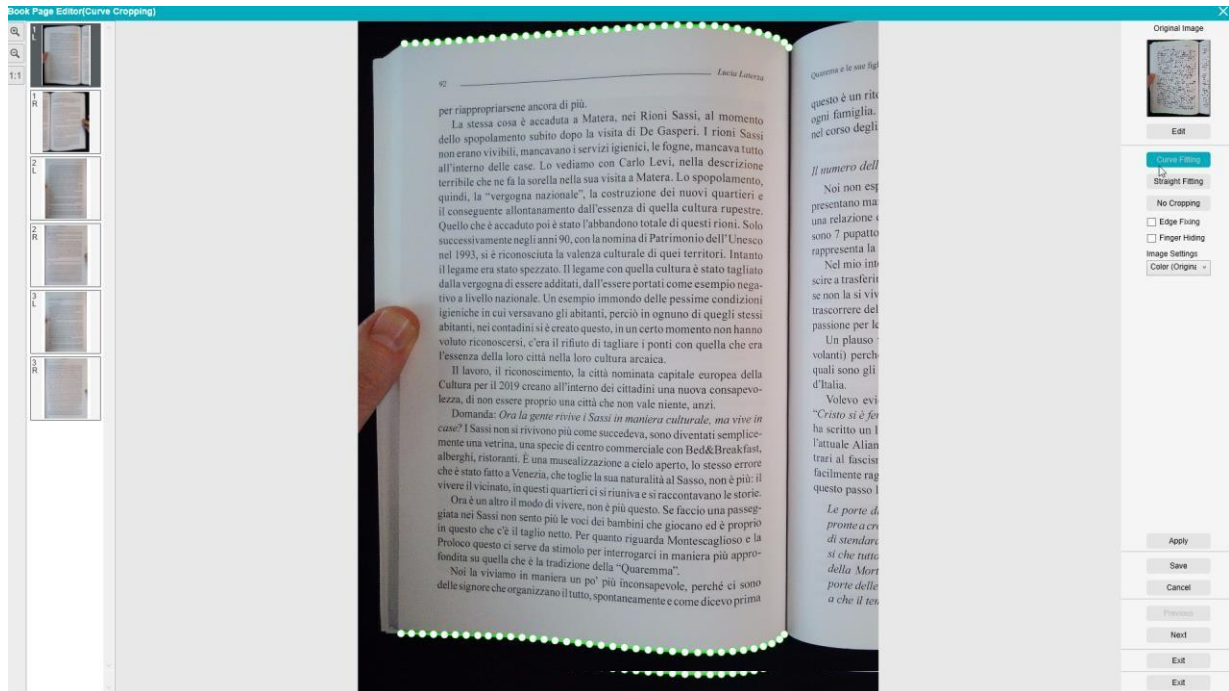 Book Page Editor(Curve Cropping)
1:1
1
L
1
R
2
L
2
R
3
L
3
R
92 Lucia Laterza
per riappropriarsene ancora di più.
La stessa cosa è accaduta a Matera, nei Rioni Sassi, al momento
dello spopolamento subito dopo la visita di De Gasperi. I rioni Sassi
non erano vivibili, mancavano i servizi igienici, le fogne, mancava tutto
all'interno delle case. Lo vediamo con Carlo Levi, nella descrizione
terribile che ne fa la sorella nella sua visita a Matera. Lo spopolamento,
quindi, la “vergogna nazionale”, la costruzione dei nuovi quartieri e
il conseguente allontanamento dall'essenza di quella cultura rupestre.
Quello che è accaduto poi è stato l'abbandono totale di questi rioni. Solo
successivamente negli anni 90, con la nomina di Patrimonio dell'Unesco
nel 1993, si è riconosciuta la valenza culturale di quei territori. Intanto
il legame era stato spezzato. Il legame con quella cultura è stato tagliato
dalla vergogna di essere additati, dall'essere portati come esempio nega-
tivo a livello nazionale. Un esempio immondo delle pessime condizioni
igieniche in cui versavano gli abitanti, perciò in ognuno di quegli stessi
abitanti, nei contadini si è creato questo, in un certo momento non hanno
voluto riconoscersi, c'era il rifiuto di tagliare i ponti con quella che era
l'essenza della loro città nella loro cultura arcaica.
Il lavoro, il riconoscimento, la città nominata capitale europea della
Cultura per il 2019 creano all'interno dei cittadini una nuova consapevo-
lezza, di non essere proprio una città che non vale niente, anzi.
Domanda: Ora la gente rivive i Sassi in maniera culturale, ma vive in
case? I Sassi non si rivivono più come succedeva, sono diventati semplice-
mente una vetrina, una specie di centro commerciale con Bed&Breakfast,
alberghi, ristoranti. È una musealizzazione a cielo aperto, lo stesso errore
che è stato fatto a Venezia, che toglie la sua naturalità al Sasso, non è più: il
vivere il vicinato, in questi quartieri ci si riuniva e si raccontavano le storie.
Ora è un altro il modo di vivere, non è più questo. Se faccio una passeg-
giata nei Sassi non sento più le voci dei bambini che giocano ed è proprio
in questo che c'è il taglio netto. Per quanto riguarda Montescaglioso e la
Proloco questo ci serve da stimolo per interrogarci in maniera più appro-
fondita su quella che è la tradizione della “Quaremma”.
Noi la viviamo in maniera un po' più inconsapevole, perché ci sono
delle signore che organizzano il tutto, spontaneamente e come dicevo prima
Quarema e le sue figl
questo è un rito
ogni famiglia.
nel corso degli
Il numero dell
Noi non esp
presentano ma
una relazione
sono 7 pupatto
rappresenta la
Nel mio int
scire a trasferir
se non la si viv
trascorrere del
passione per l
Un plauso
volanti) perch
quali sono gli
d'Italia.
Volevo evi
“Cristo si è fer
ha scritto un l
l'attuale Alian
trari al fascis
facilmente rag
questo passo l
Le porte d
pronte a cr
di stendard
si che tutto
della Mort
porte delle
a che il ten
Original Image
Edit
Curve Fitting
Straight Fitting
No Cropping
Edge Fixing
Finger Hiding
Image Settings
Color (Origina
Apply
Save
Cancel
Previous
Next
Exit
Exit